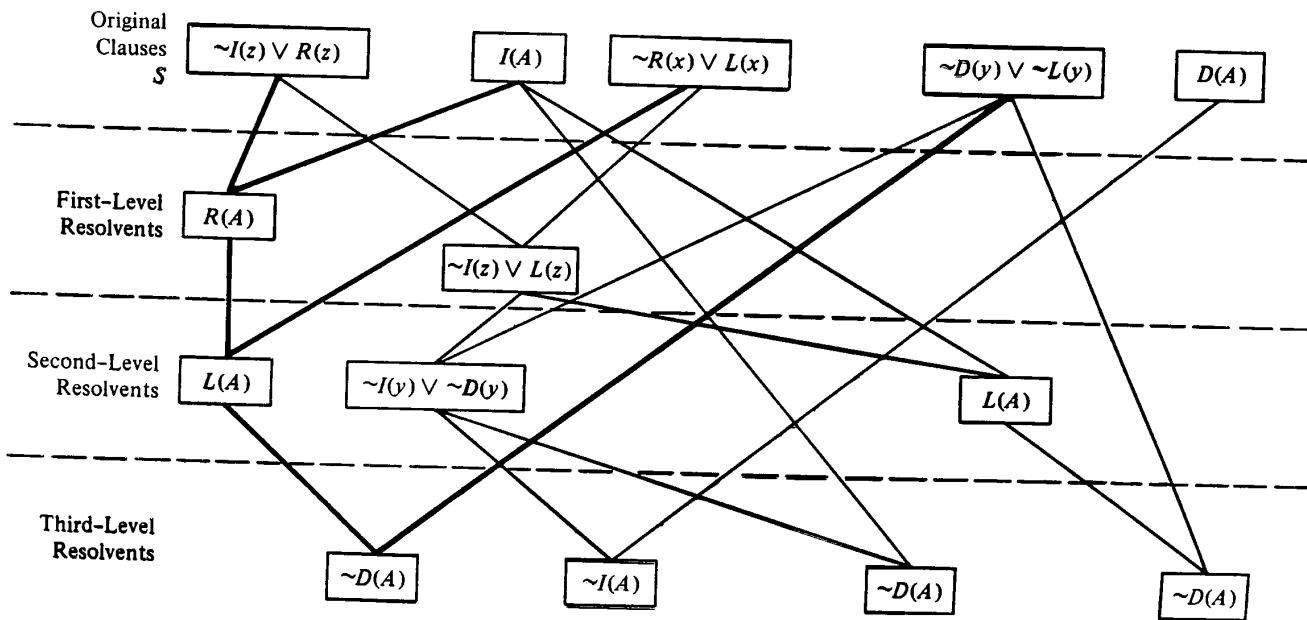 Original
Clauses
S
~I(z) ∨ R(z)
I(A)
~R(x) ∨ L(x)
~D(y) ∨ ~L(y)
D(A)
First-Level
Resolvents
R(A)
~I(z) ∨ L(z)
Second-Level
Resolvents
L(A)
~I(y) ∨ ~D(y)
L(A)
Third-Level
Resolvents
~D(A)
~I(A)
~D(A)
~D(A)